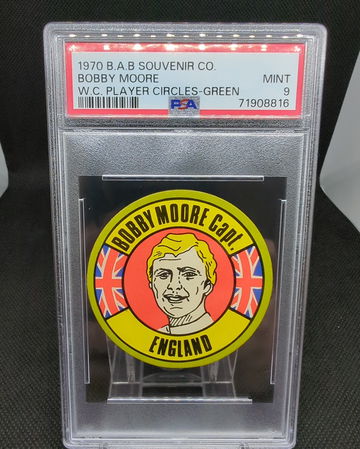 1970 B.A.B SOUVENIR CO.
BOBBY MOORE MINT
W.C. PLAYER CIRCLES-GREEN 9
PSA 71908816
BOBBY MOORE Capt.
ENGLAND